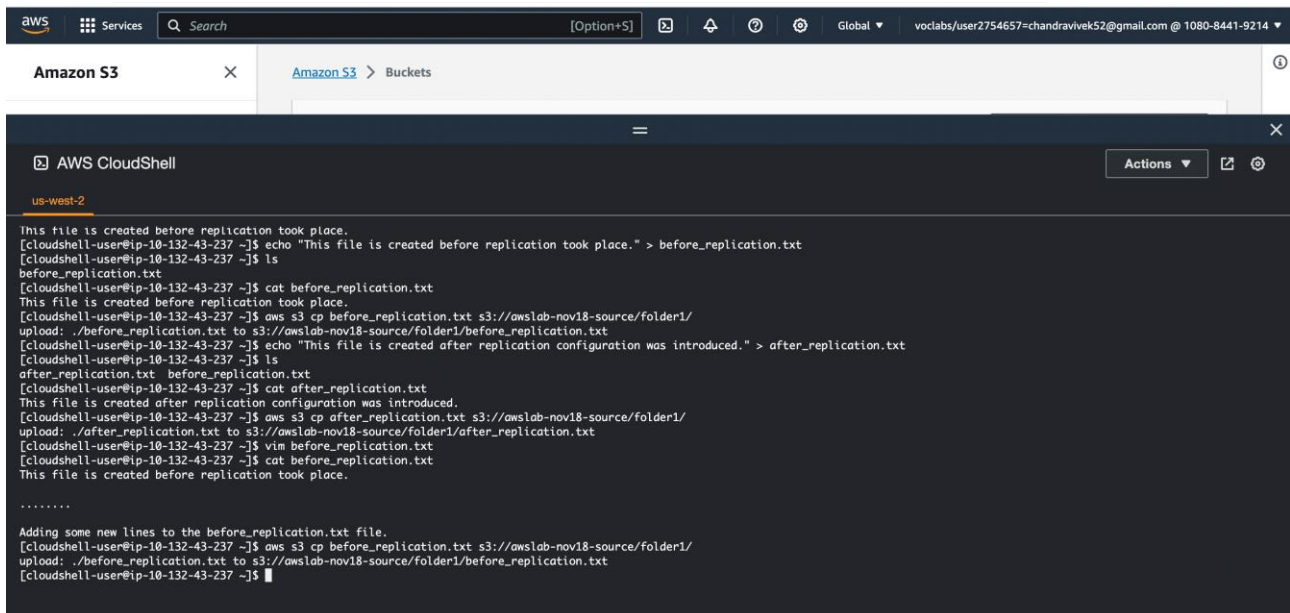 aws Services Search [Option+S] Global ▼ voclabs/user2754657=chandravivek52@gmail.com @ 1080-8441-9214 ▼
Amazon S3 × Amazon S3 > Buckets
AWS CloudShell Actions ▼
us-west-2
This file is created before replication took place.
[cloudshell-user@ip-10-132-43-237 ~]$ echo "This file is created before replication took place." > before_replication.txt
[cloudshell-user@ip-10-132-43-237 ~]$ ls
before_replication.txt
[cloudshell-user@ip-10-132-43-237 ~]$ cat before_replication.txt
This file is created before replication took place.
[cloudshell-user@ip-10-132-43-237 ~]$ aws s3 cp before_replication.txt s3://awslab-nov18-source/folder1/
upload: ./before_replication.txt to s3://awslab-nov18-source/folder1/before_replication.txt
[cloudshell-user@ip-10-132-43-237 ~]$ echo "This file is created after replication configuration was introduced." > after_replication.txt
[cloudshell-user@ip-10-132-43-237 ~]$ ls
after_replication.txt  before_replication.txt
[cloudshell-user@ip-10-132-43-237 ~]$ cat after_replication.txt
This file is created after replication configuration was introduced.
[cloudshell-user@ip-10-132-43-237 ~]$ aws s3 cp after_replication.txt s3://awslab-nov18-source/folder1/
upload: ./after_replication.txt to s3://awslab-nov18-source/folder1/after_replication.txt
[cloudshell-user@ip-10-132-43-237 ~]$ vim before_replication.txt
[cloudshell-user@ip-10-132-43-237 ~]$ cat before_replication.txt
This file is created before replication took place.
........
Adding some new lines to the before_replication.txt file.
[cloudshell-user@ip-10-132-43-237 ~]$ aws s3 cp before_replication.txt s3://awslab-nov18-source/folder1/
upload: ./before_replication.txt to s3://awslab-nov18-source/folder1/before_replication.txt
[cloudshell-user@ip-10-132-43-237 ~]$